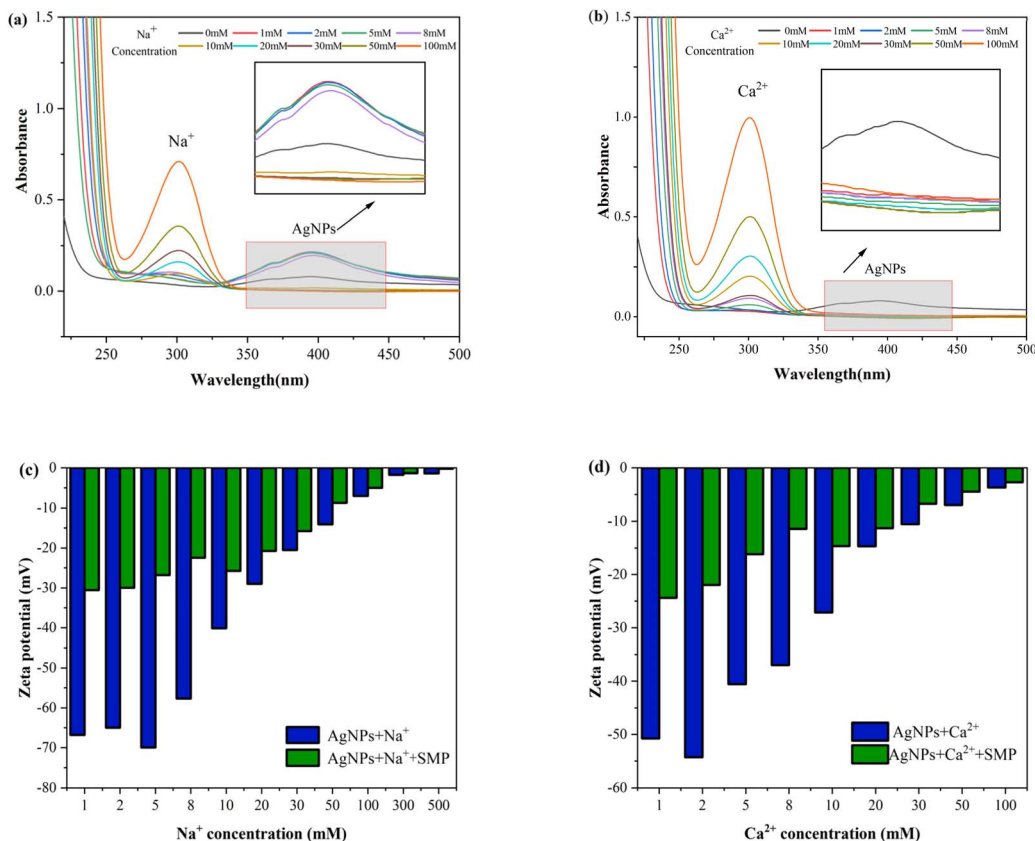 (a)
Na+
Concentration
0mM 1mM 2mM 5mM 8mM
10mM 20mM 30mM 50mM 100mM
Na+
AgNPs
Absorbance
1.5
1.0
0.5
0.0
250 300 350 400 450 500
Wavelength(nm)
(b)
Ca2+
Concentration
0mM 1mM 2mM 5mM 8mM
10mM 20mM 30mM 50mM 100mM
Ca2+
AgNPs
Absorbance
1.5
1.0
0.5
0.0
250 300 350 400 450 500
Wavelength(nm)
(c)
Zeta potential (mV)
0
-10
-20
-30
-40
-50
-60
-70
-80
AgNPs+Na+
AgNPs+Na++SMP
1 2 5 8 10 20 30 50 100 300 500
Na+ concentration (mM)
(d)
Zeta potential (mV)
0
-10
-20
-30
-40
-50
-60
AgNPs+Ca2+
AgNPs+Ca2++SMP
1 2 5 8 10 20 30 50 100
Ca2+ concentration (mM)